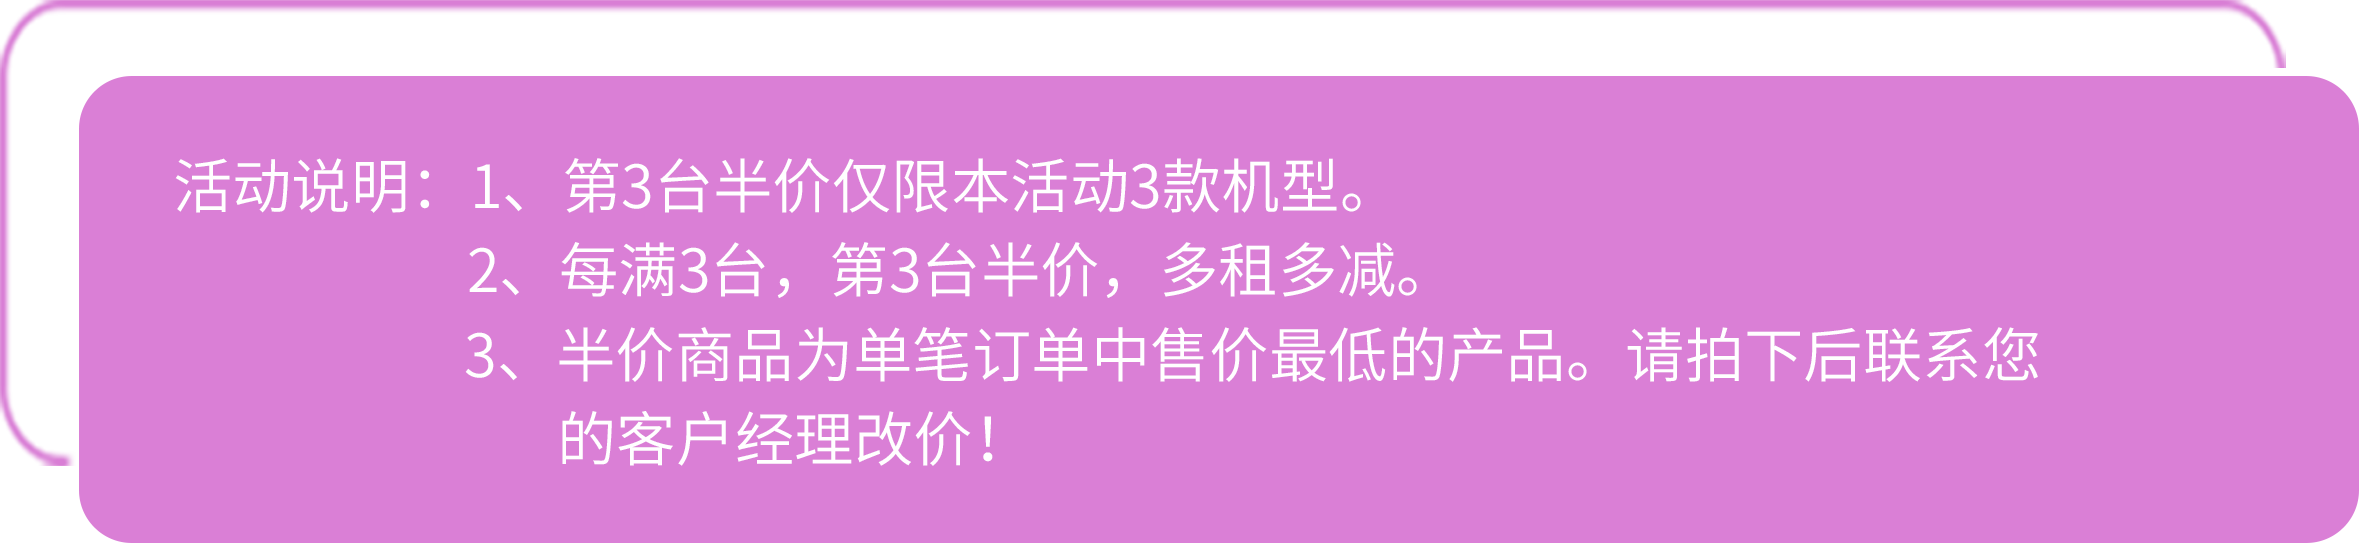 活动说明：1、第3台半价仅限本活动3款机型。
2、每满3台，第3台半价，多租多减。
3、半价商品为单笔订单中售价最低的产品。请拍下后联系您
的客户经理改价！